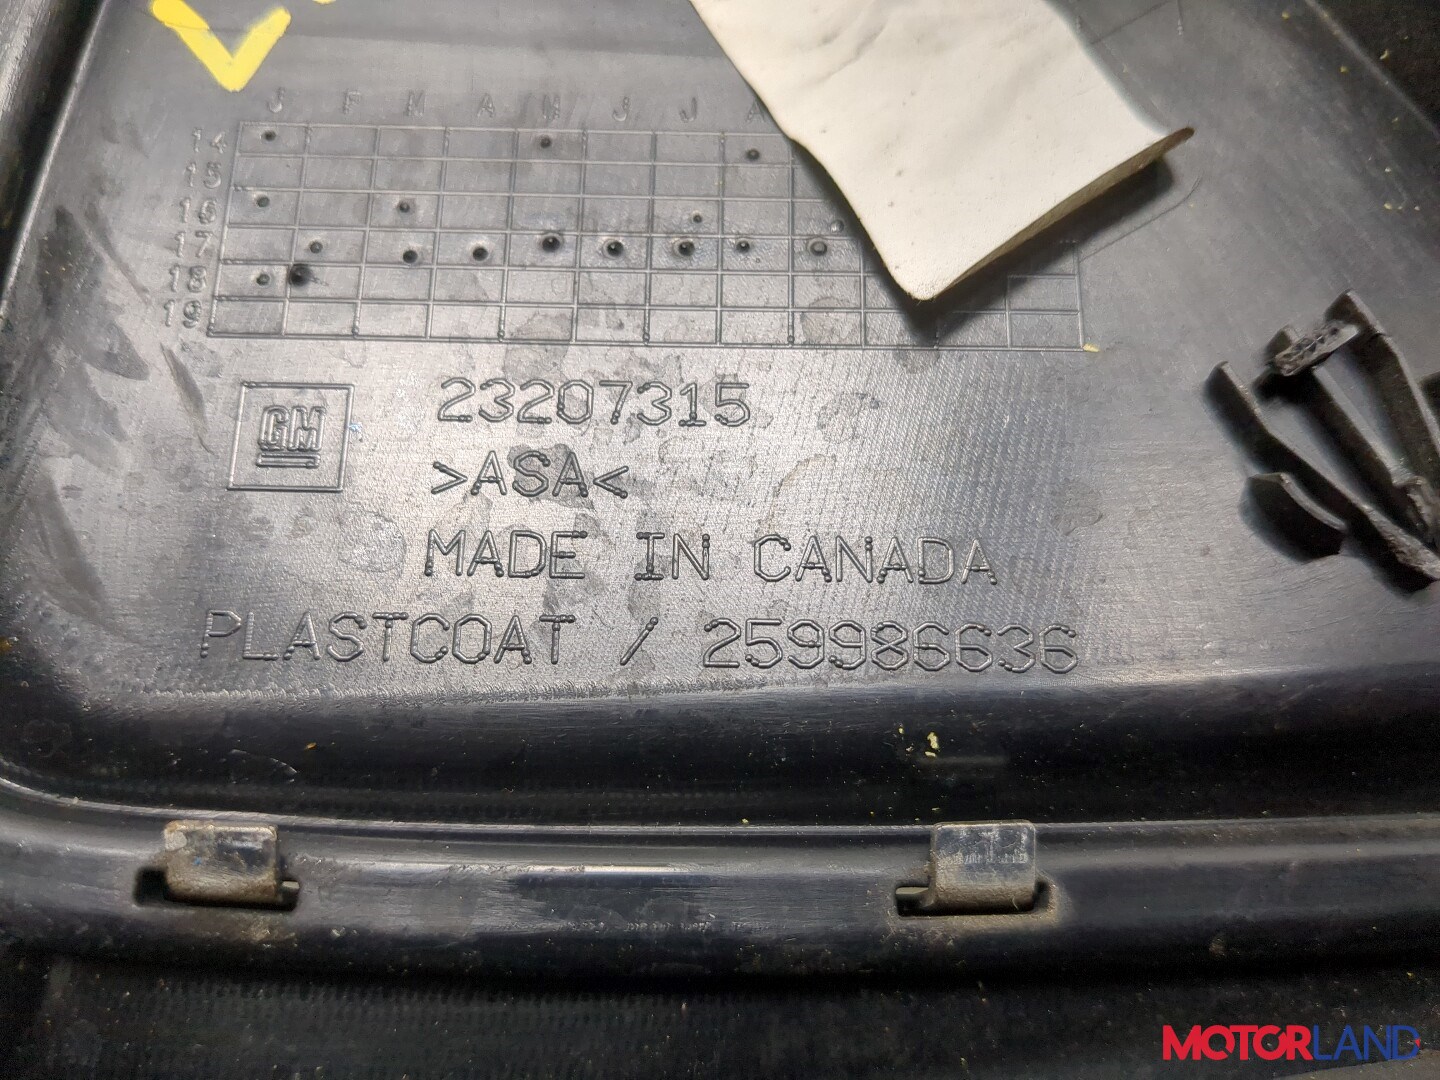 J F M A M J J A
14
15
16
17
18
19
GM
23207315
>ASA<
MADE IN CANADA
PLASTCOAT / 259986636
MOTORLAND